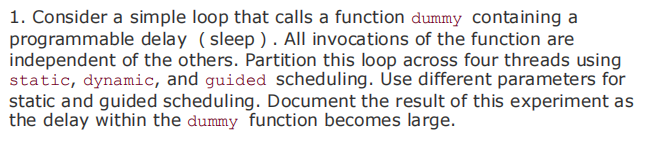 1. Consider a simple loop that calls a function dummy containing a
programmable delay ( sleep ) . All invocations of the function are
independent of the others. Partition this loop across four threads using
static, dynamic, and guided scheduling. Use different parameters for
static and guided scheduling. Document the result of this experiment as
the delay within the dummy function becomes large.